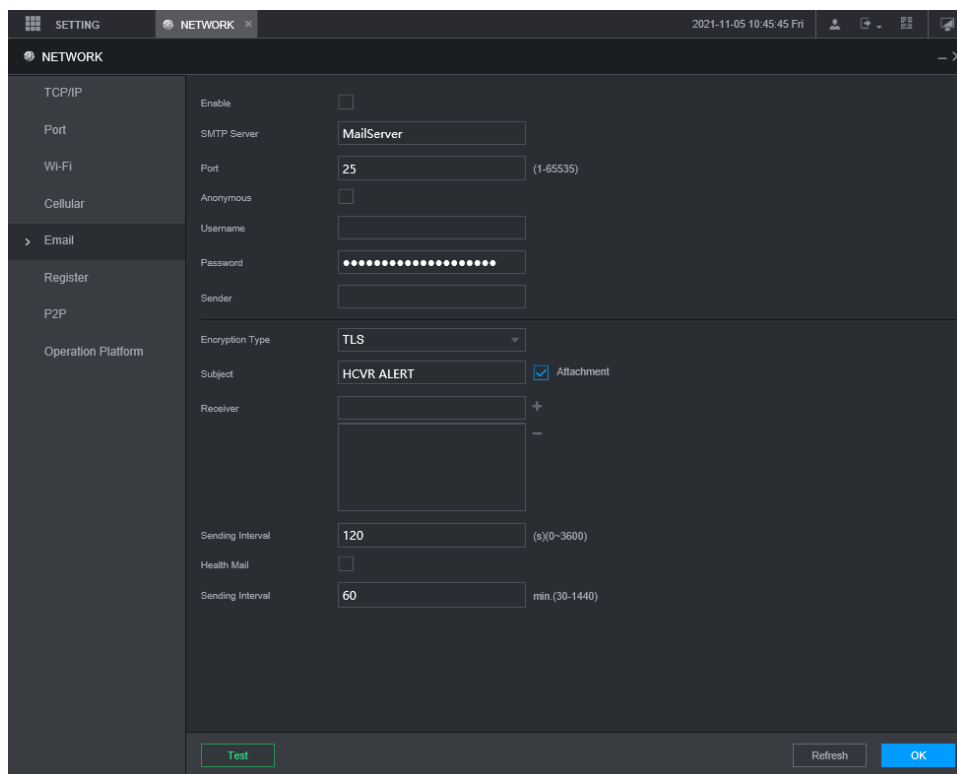 SETTING NETWORK × 2021-11-05 10:45:45 Fri
NETWORK
TCP/IP
Port
Wi-Fi
Cellular
Email
Register
P2P
Operation Platform
Enable
SMTP Server MailServer
Port 25 (1-65535)
Anonymous
Username
Password ●●●●●●●●●●●●●●●●●●●●
Sender
Encryption Type TLS
Subject HCVR ALERT Attachment
Receiver
Sending Interval 120 (s)(0~3600)
Health Mail
Sending Interval 60 min.(30-1440)
Test Refresh OK